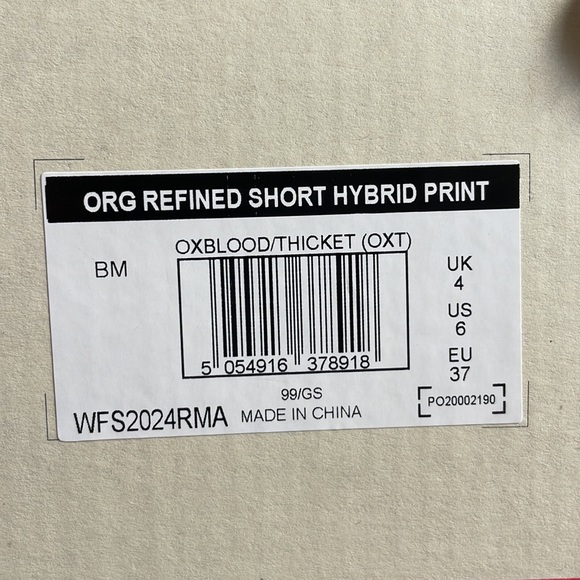 ORG REFINED SHORT HYBRID PRINT
OXBLOOD/THICKET (OXT)
BM
UK
4
US
6
EU
37
5 054916 378918
99/GS
WFS2024RMA
MADE IN CHINA
PO20002190